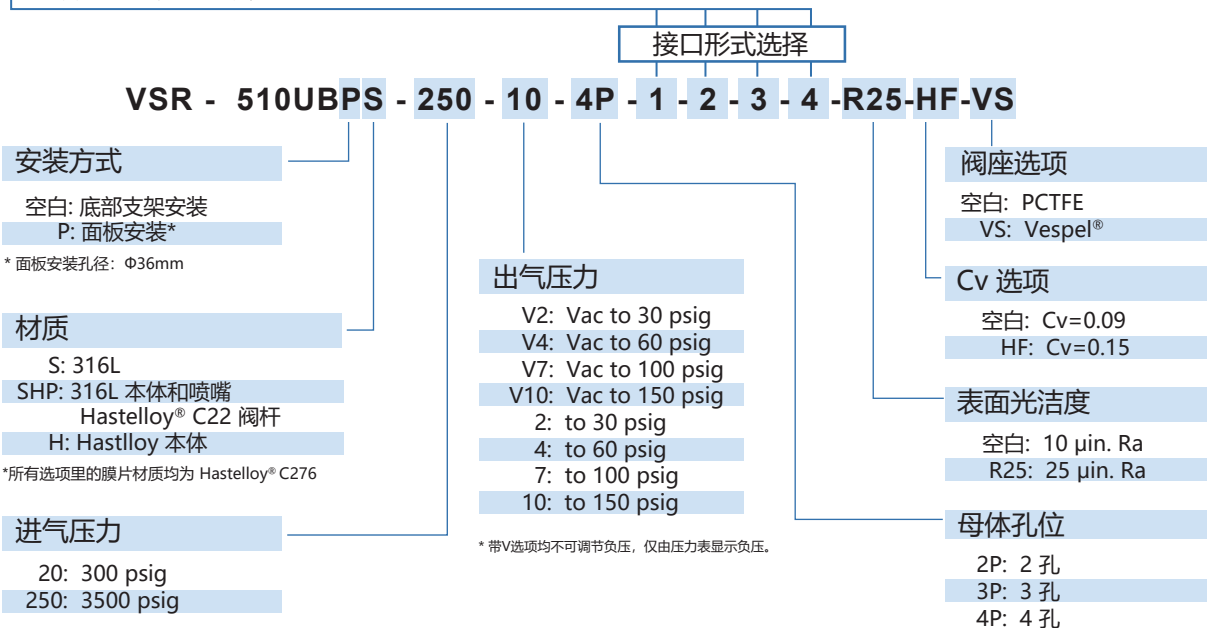 接口形式选择
VSR - 510UBPS - 250 - 10 - 4P - 1 - 2 - 3 - 4 -R25-HF-VS
安装方式
空白: 底部支架安装
P: 面板安装*
* 面板安装孔径：Φ36mm
材质
S: 316L
SHP: 316L 本体和喷嘴
Hastelloy® C22 阀杆
H: Hastlloy 本体
*所有选项里的膜片材质均为 Hastelloy® C276
进气压力
20: 300 psig
250: 3500 psig
出气压力
V2: Vac to 30 psig
V4: Vac to 60 psig
V7: Vac to 100 psig
V10: Vac to 150 psig
2: to 30 psig
4: to 60 psig
7: to 100 psig
10: to 150 psig
* 带V选项均不可调节负压，仅由压力表显示负压。
阀座选项
空白: PCTFE
VS: Vespel®
Cv 选项
空白: Cv=0.09
HF: Cv=0.15
表面光洁度
空白: 10 μin. Ra
R25: 25 μin. Ra
母体孔位
2P: 2 孔
3P: 3 孔
4P: 4 孔